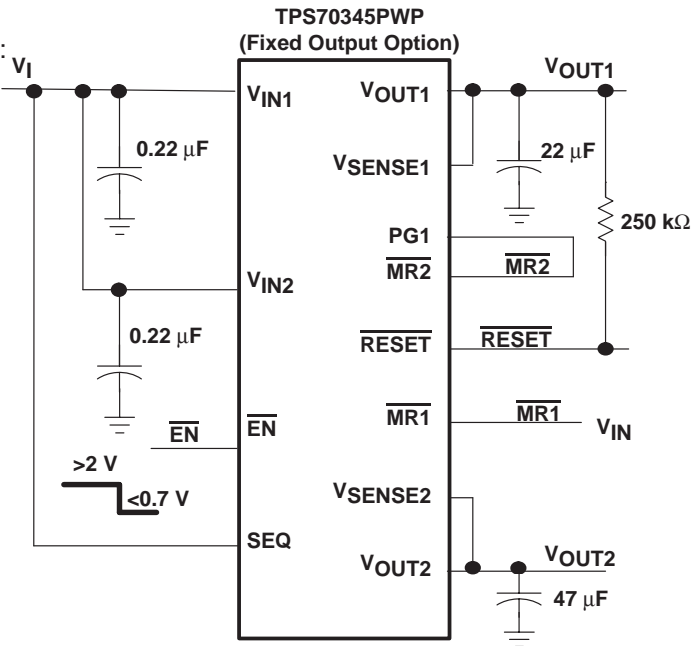 TPS70345PWP
(Fixed Output Option)
:
VI
VIN1
VOUT1
VOUT1
0.22 μF
VSENSE1
22 μF
250 kΩ
PG1
MR2
MR2
VIN2
0.22 μF
RESET
RESET
EN
EN
MR1
MR1
VIN
>2 V
<0.7 V
VSENSE2
SEQ
VOUT2
VOUT2
47 μF